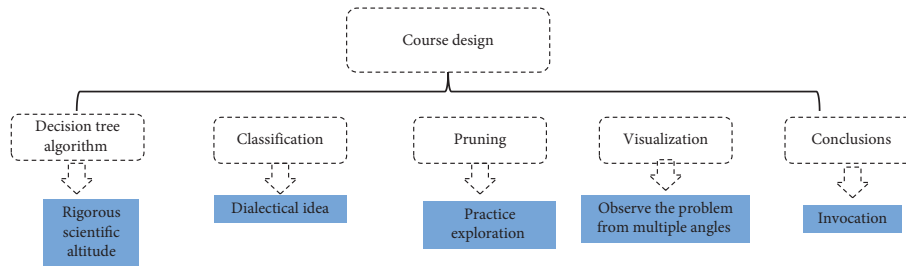 Course design
Decision tree
algorithm
Classification
Pruning
Visualization
Conclusions
Rigorous
scientific
altitude
Dialectical idea
Practice
exploration
Observe the problem
from multiple angles
Invocation